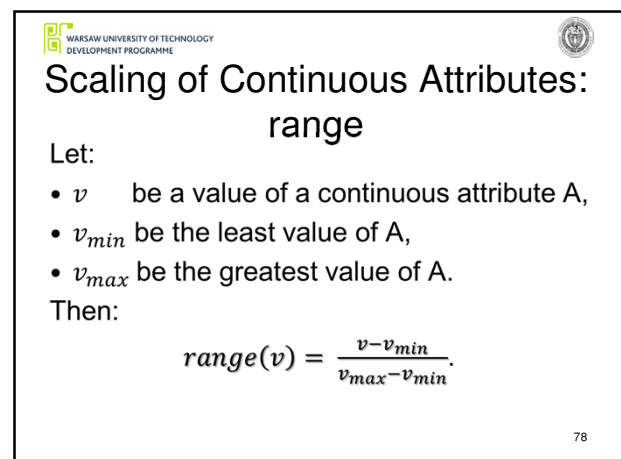 WARSAW UNIVERSITY OF TECHNOLOGY
DEVELOPMENT PROGRAMME
Scaling of Continuous Attributes:
range
Let:
• v be a value of a continuous attribute A,
• v_min be the least value of A,
• v_max be the greatest value of A.
Then:
range(v) = (v−v_min)/(v_max−v_min).
78